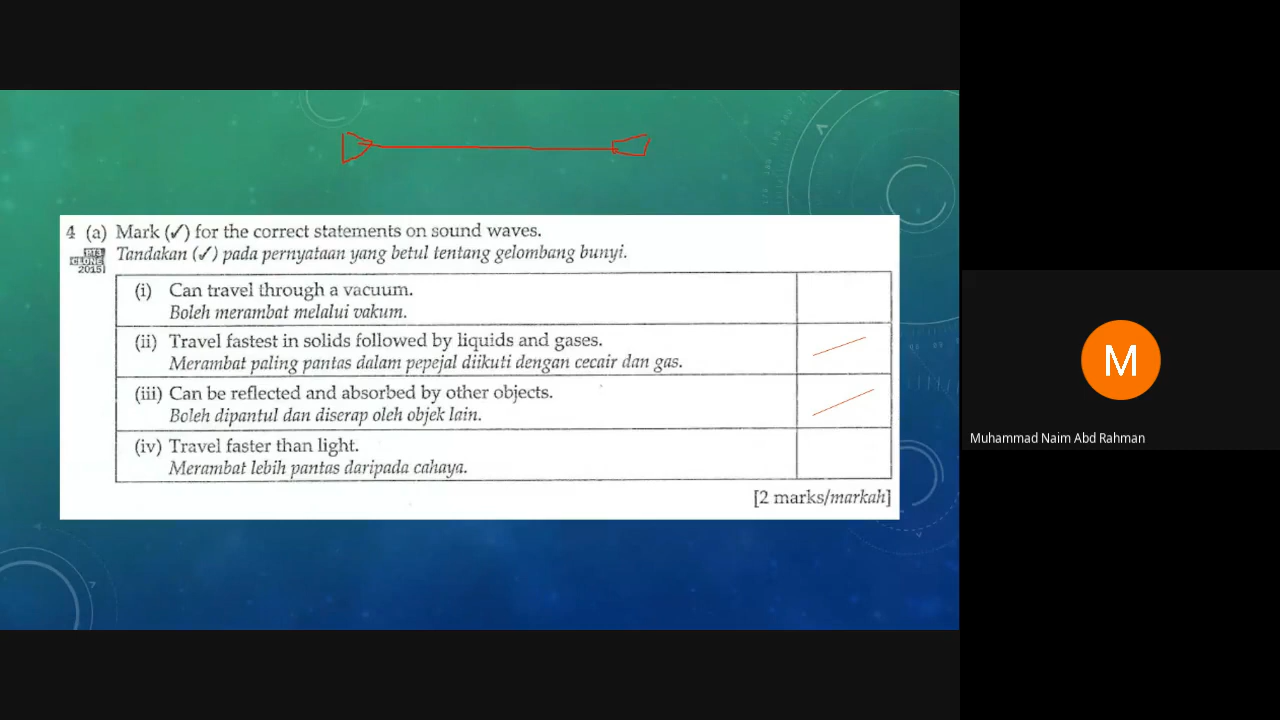 4 (a) Mark (✓) for the correct statements on sound waves.
Tandakan (✓) pada pernyataan yang betul tentang gelombang bunyi.
CLONE
2015
(i) Can travel through a vacuum.
Boleh merambat melalui vakum.
(ii) Travel fastest in solids followed by liquids and gases.
Merambat paling pantas dalam pepejal diikuti dengan cecair dan gas.
(iii) Can be reflected and absorbed by other objects.
Boleh dipantul dan diserap oleh objek lain.
(iv) Travel faster than light.
Merambat lebih pantas daripada cahaya.
[2 marks/markah]
M
Muhammad Naim Abd Rahman